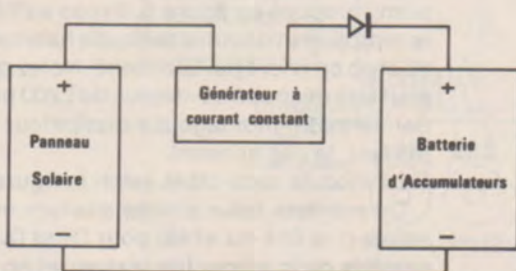 +
Panneau
Solaire
–
Générateur à
courant constant
+
Batterie
d'Accumulateurs
–